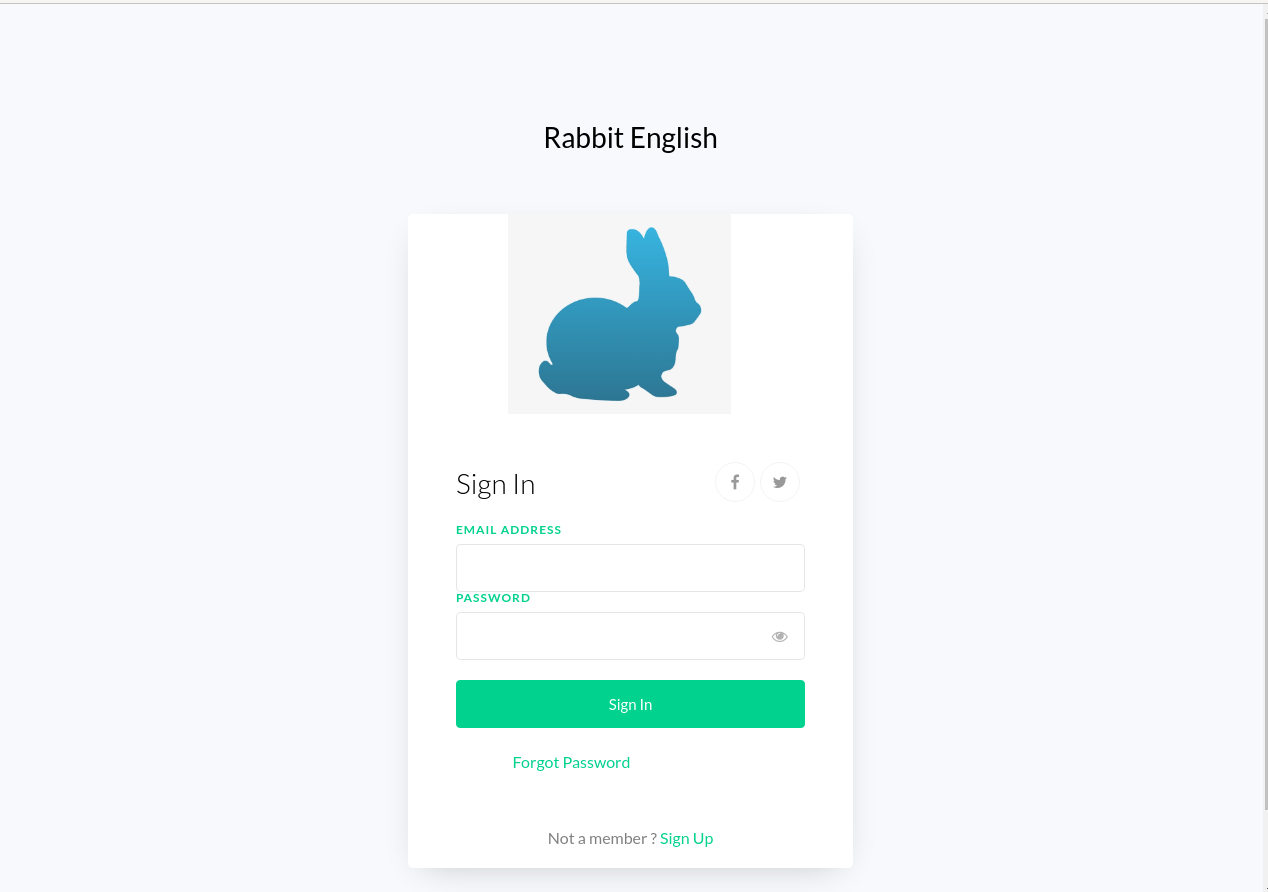 Rabbit English
Sign In
EMAIL ADDRESS
PASSWORD
Sign In
Forgot Password
Not a member ? Sign Up